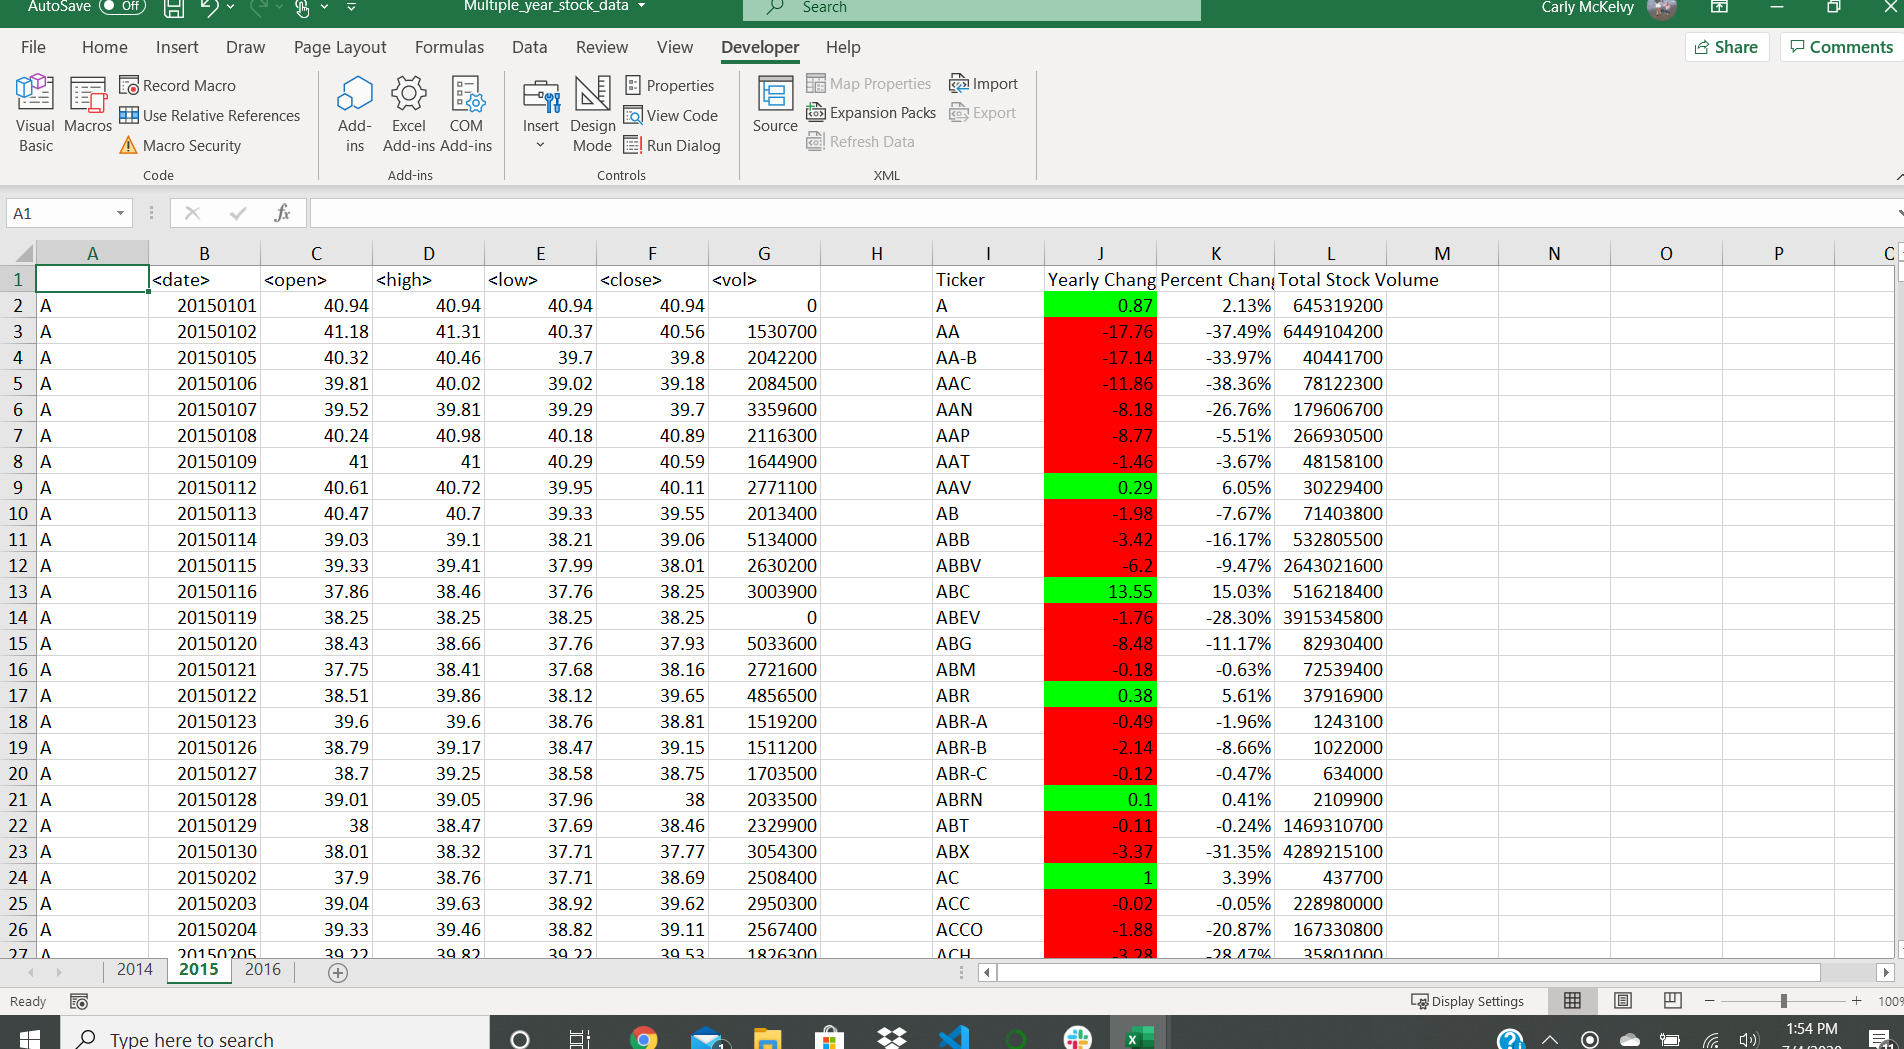 AutoSave Off Multiple_year_stock_data Search Carly McKelvy
File Home Insert Draw Page Layout Formulas Data Review View Developer Help Share Comments
Visual Basic
Macros
Record Macro
Use Relative References
Macro Security
Code
Add-ins
Excel Add-ins
COM Add-ins
Add-ins
Insert
Design Mode
Properties
View Code
Run Dialog
Controls
Source
Map Properties
Expansion Packs
Refresh Data
Import
Export
XML
A1 fx
A B C D E F G H I J K L M N O P
1 <date> <open> <high> <low> <close> <vol> Ticker Yearly Chang Percent Chang Total Stock Volume
2 A 20150101 40.94 40.94 40.94 40.94 0 A 0.87 2.13% 645319200
3 A 20150102 41.18 41.31 40.37 40.56 1530700 AA -17.76 -37.49% 6449104200
4 A 20150105 40.32 40.46 39.7 39.8 2042200 AA-B -17.14 -33.97% 40441700
5 A 20150106 39.81 40.02 39.02 39.18 2084500 AAC -11.86 -38.36% 78122300
6 A 20150107 39.52 39.81 39.29 39.7 3359600 AAN -8.18 -26.76% 179606700
7 A 20150108 40.24 40.98 40.18 40.89 2116300 AAP -8.77 -5.51% 266930500
8 A 20150109 41 41 40.29 40.59 1644900 AAT -1.46 -3.67% 48158100
9 A 20150112 40.61 40.72 39.95 40.11 2771100 AAV 0.29 6.05% 30229400
10 A 20150113 40.47 40.7 39.33 39.55 2013400 AB -1.98 -7.67% 71403800
11 A 20150114 39.03 39.1 38.21 39.06 5134000 ABB -3.42 -16.17% 532805500
12 A 20150115 39.33 39.41 37.99 38.01 2630200 ABBV -6.2 -9.47% 2643021600
13 A 20150116 37.86 38.46 37.76 38.25 3003900 ABC 13.55 15.03% 516218400
14 A 20150119 38.25 38.25 38.25 38.25 0 ABEV -1.76 -28.30% 3915345800
15 A 20150120 38.43 38.66 37.76 37.93 5033600 ABG -8.48 -11.17% 82930400
16 A 20150121 37.75 38.41 37.68 38.16 2721600 ABM -0.18 -0.63% 72539400
17 A 20150122 38.51 39.86 38.12 39.65 4856500 ABR 0.38 5.61% 37916900
18 A 20150123 39.6 39.6 38.76 38.81 1519200 ABR-A -0.49 -1.96% 1243100
19 A 20150126 38.79 39.17 38.47 39.15 1511200 ABR-B -2.14 -8.66% 1022000
20 A 20150127 38.7 39.25 38.58 38.75 1703500 ABR-C -0.12 -0.47% 634000
21 A 20150128 39.01 39.05 37.96 38 2033500 ABRN 0.1 0.41% 2109900
22 A 20150129 38 38.47 37.69 38.46 2329900 ABT -0.11 -0.24% 1469310700
23 A 20150130 38.01 38.32 37.71 37.77 3054300 ABX -3.37 -31.35% 4289215100
24 A 20150202 37.9 38.76 37.71 38.69 2508400 AC 1 3.39% 437700
25 A 20150203 39.04 39.63 38.92 39.62 2950300 ACC -0.02 -0.05% 228980000
26 A 20150204 39.33 39.46 38.82 39.11 2567400 ACCO -1.88 -20.87% 167330800
27 A 20150205 39.22 39.82 39.22 39.53 1826300 ACH -3.28 -28.47% 35801000
2014 2015 2016
Ready Display Settings 100%
Type here to search 1:54 PM